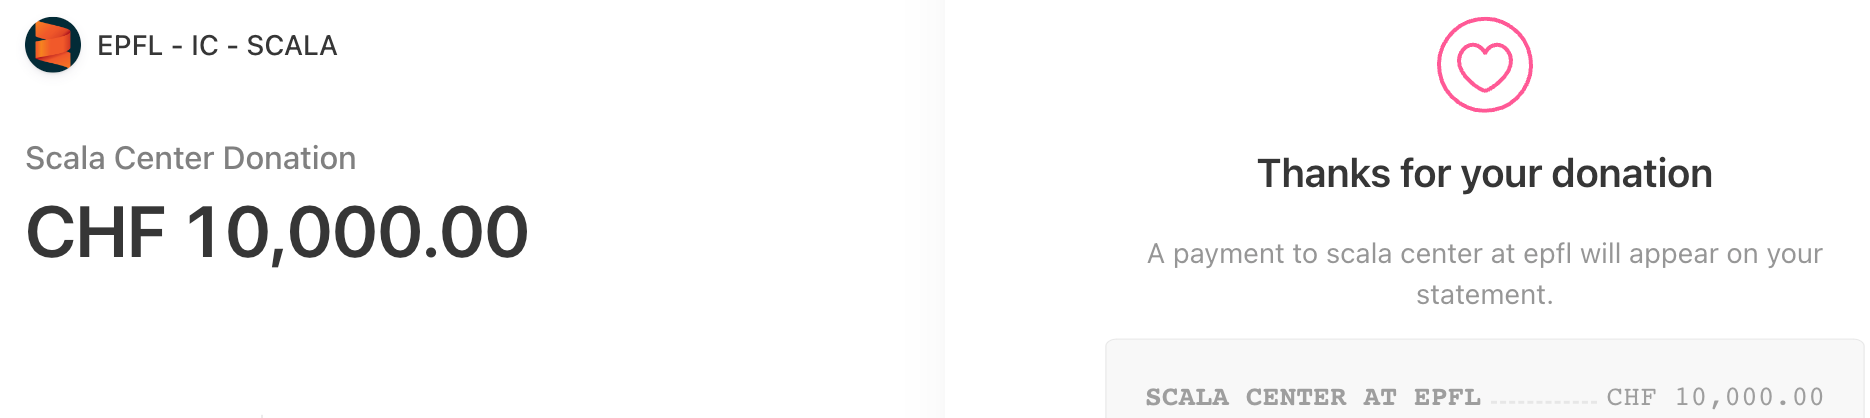 EPFL - IC - SCALA
Scala Center Donation
CHF 10,000.00
Thanks for your donation
A payment to scala center at epfl will appear on your
statement.
SCALA CENTER AT EPFL CHF 10,000.00